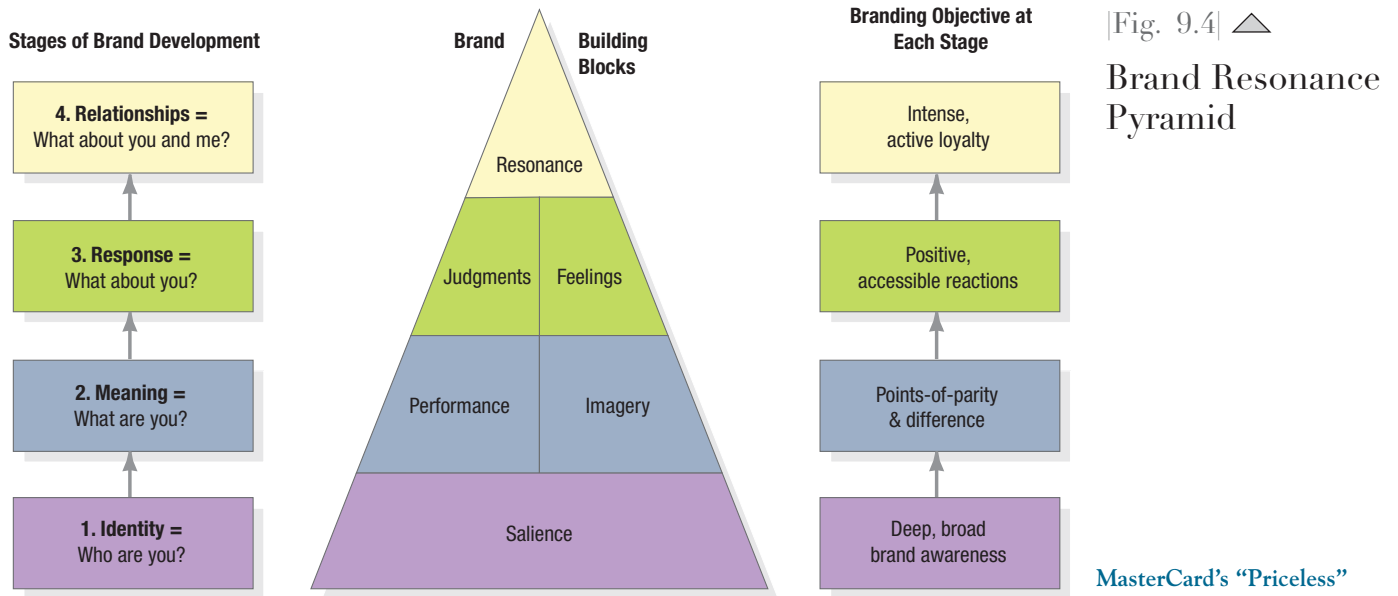 Stages of Brand Development
4. Relationships =
What about you and me?
3. Response =
What about you?
2. Meaning =
What are you?
1. Identity =
Who are you?
Brand
Building
Blocks
Resonance
Judgments
Feelings
Performance
Imagery
Salience
Branding Objective at
Each Stage
Intense,
active loyalty
Positive,
accessible reactions
Points-of-parity
& difference
Deep, broad
brand awareness
|Fig. 9.4|
Brand Resonance
Pyramid
MasterCard’s “Priceless”